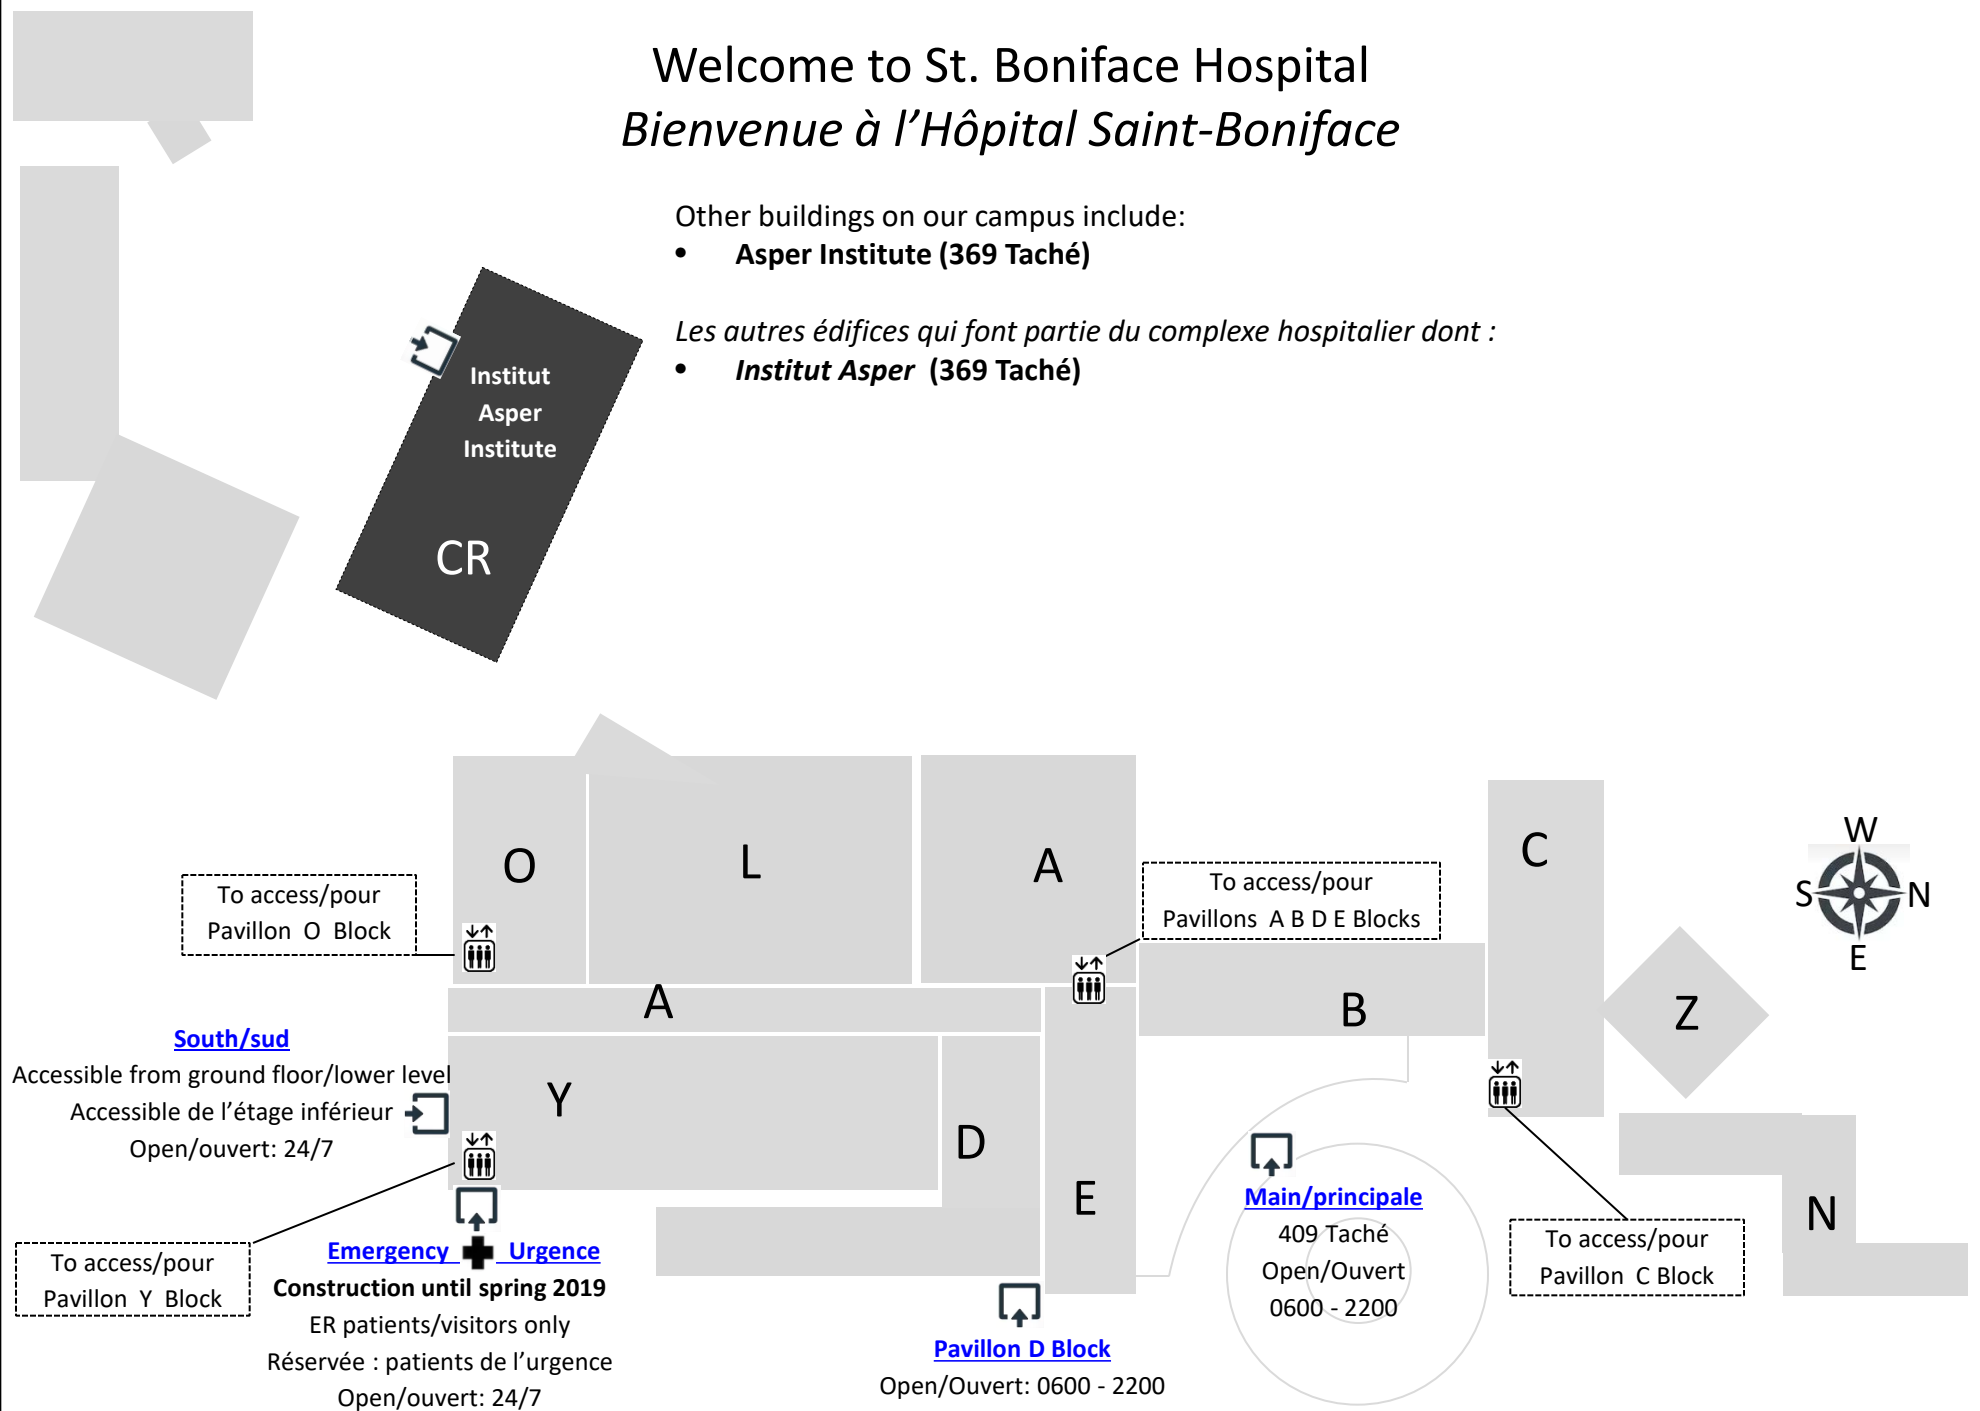 Welcome to St. Boniface Hospital
Bienvenue à l’Hôpital Saint-Boniface
Other buildings on our campus include:
• Asper Institute (369 Taché)
Les autres édifices qui font partie du complexe hospitalier dont :
• Institut Asper (369 Taché)
Institut
Asper
Institute
CR
O
L
A
C
To access/pour
Pavillon O Block
To access/pour
Pavillons A B D E Blocks
W
S
N
E
A
B
Z
South/sud
Accessible from ground floor/lower level
Accessible de l’étage inférieur
Open/ouvert: 24/7
Y
D
E
N
To access/pour
Pavillon Y Block
Emergency Urgence
Construction until spring 2019
ER patients/visitors only
Réservée : patients de l’urgence
Open/ouvert: 24/7
Pavillon D Block
Open/Ouvert: 0600 - 2200
Main/principale
409 Taché
Open/Ouvert
0600 - 2200
To access/pour
Pavillon C Block